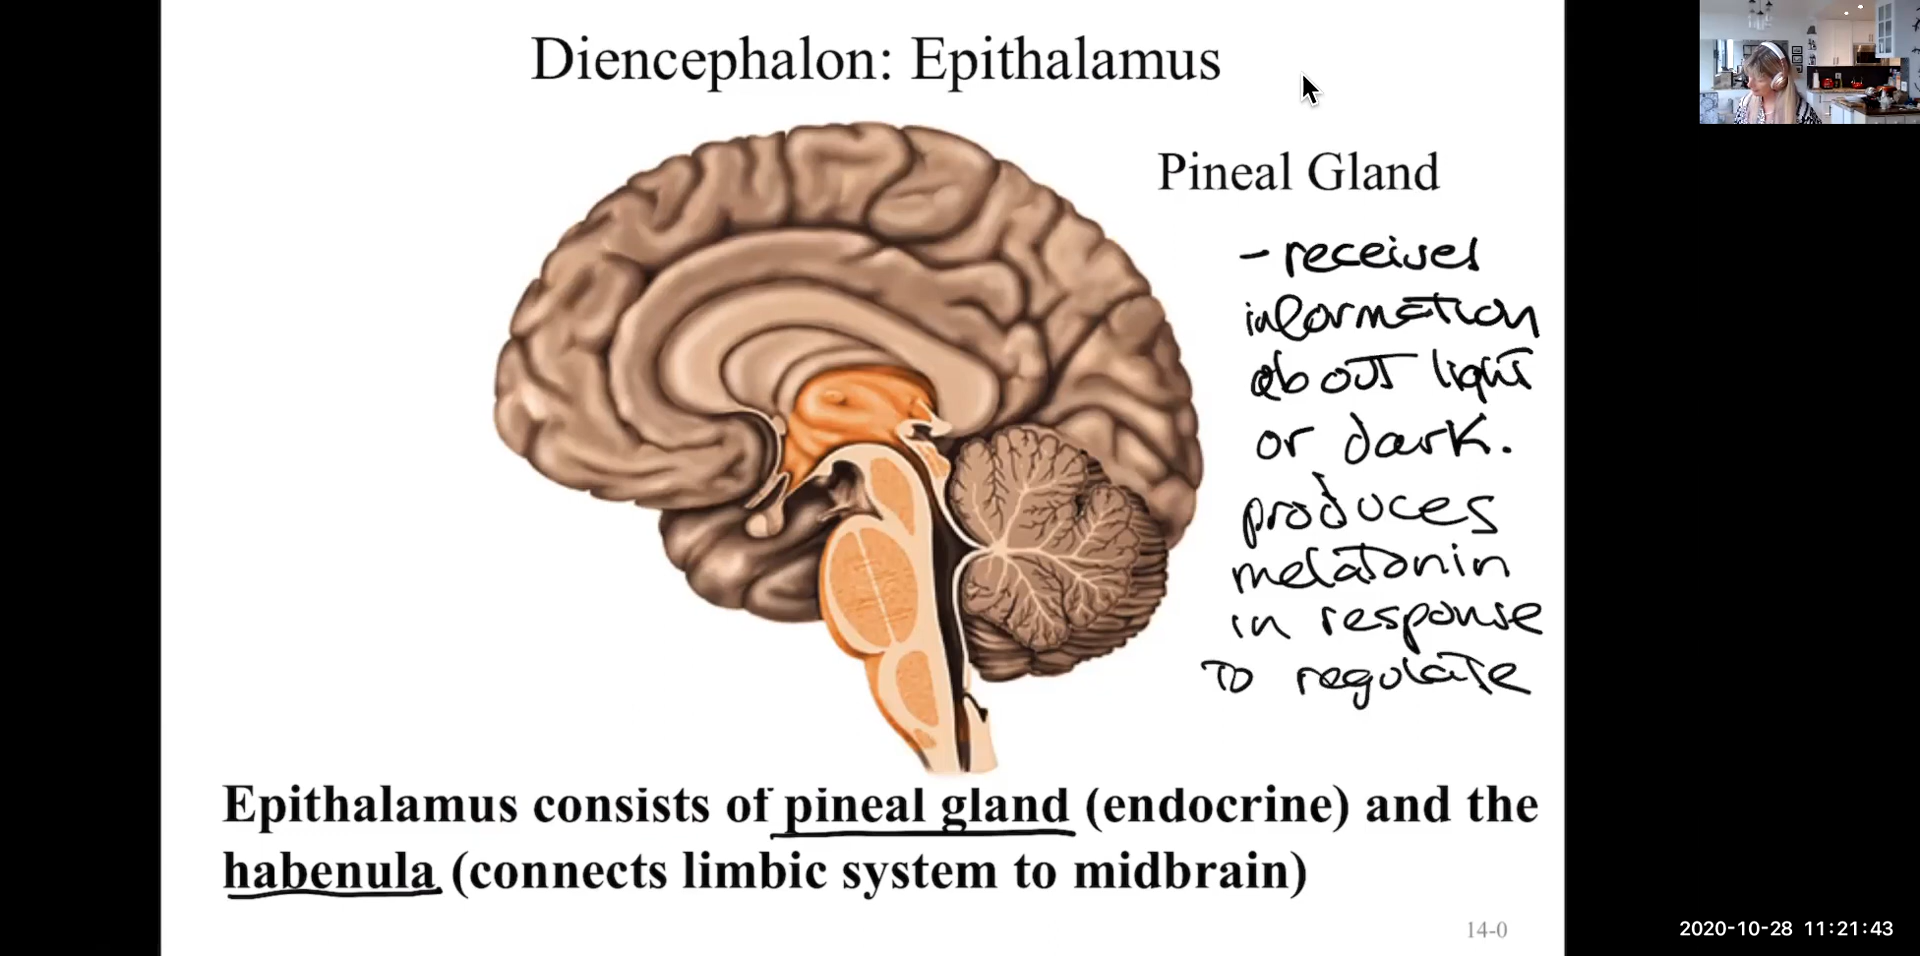 Diencephalon: Epithalamus
Pineal Gland
- receives
information
about light
or dark.
produces
melatonin
in response
to regulate
Epithalamus consists of pineal gland (endocrine) and the
habenula (connects limbic system to midbrain)
14-0
2020-10-28 11:21:43